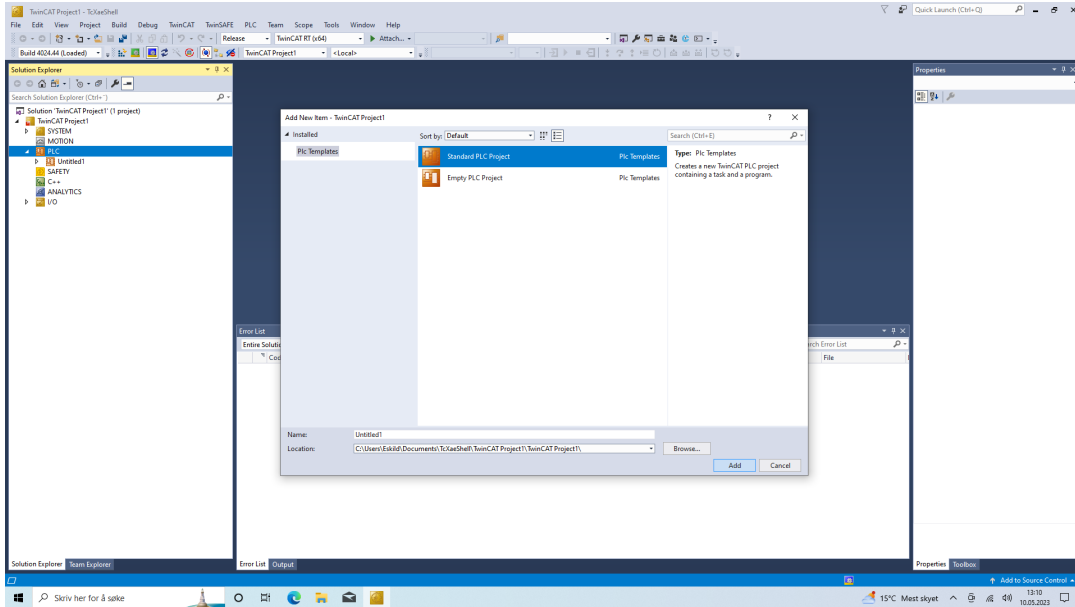 TwinCAT Project1 - TcXaeShell
Quick Launch (Ctrl+Q)
File Edit View Project Build Debug TwinCAT TwinSAFE PLC Team Scope Tools Window Help
Release TwinCAT RT (x64) Attach...
Build 4024.44 (Loaded) TwinCAT Project1 <Local>
Solution Explorer
Search Solution Explorer (Ctrl+¨)
Solution 'TwinCAT Project1' (1 project)
TwinCAT Project1
SYSTEM
MOTION
PLC
Untitled1
SAFETY
C++
ANALYTICS
I/O
Add New Item - TwinCAT Project1
? X
Installed
Plc Templates
Sort by: Default
Search (Ctrl+E)
Standard PLC Project Plc Templates
Empty PLC Project Plc Templates
Type: Plc Templates
Creates a new TwinCAT PLC project
containing a task and a program.
Name: Untitled1
Location: C:\Users\Eskild\Documents\TcXaeShell\TwinCAT Project1\TwinCAT Project1\
Browse...
Add Cancel
Properties
Error List
Entire Soluti
rch Error List
Cod
File
Solution Explorer Team Explorer
Error List Output
Properties Toolbox
Add to Source Control
Skriv her for å søke
15°C Mest skyet
13:10
10.05.2023